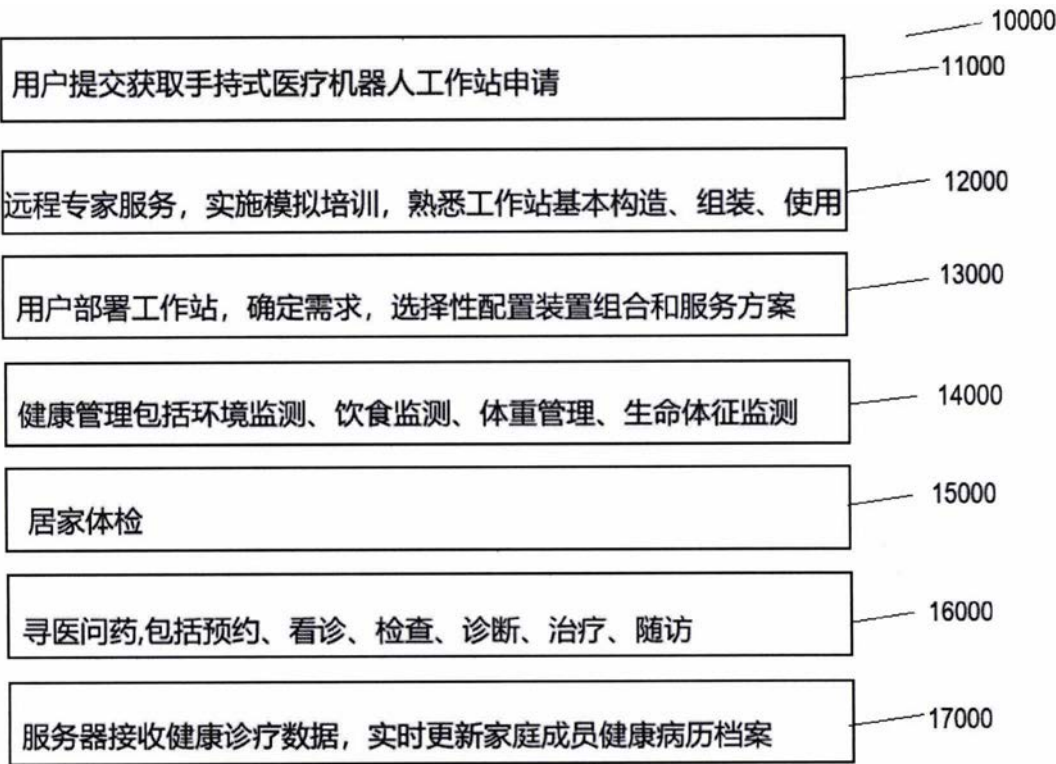 10000
用户提交获取手持式医疗机器人工作站申请
11000
远程专家服务，实施模拟培训，熟悉工作站基本构造、组装、使用
12000
用户部署工作站，确定需求，选择性配置装置组合和服务方案
13000
健康管理包括环境监测、饮食监测、体重管理、生命体征监测
14000
居家体检
15000
寻医问药,包括预约、看诊、检查、诊断、治疗、随访
16000
服务器接收健康诊疗数据，实时更新家庭成员健康病历档案
17000